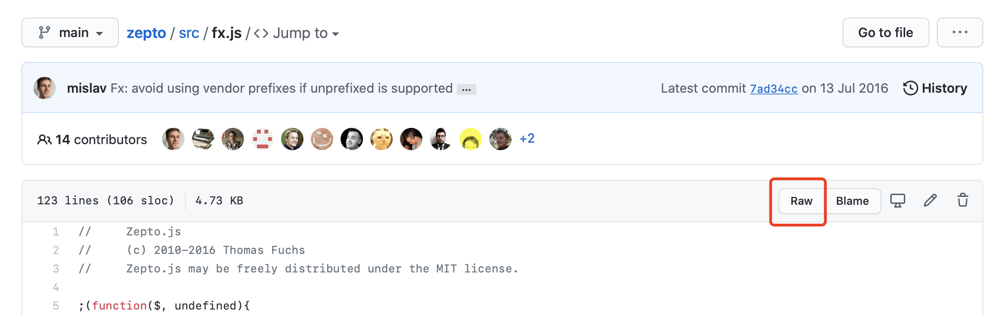 main zepto / src / fx.js / <> Jump to Go to file ...
mislav Fx: avoid using vendor prefixes if unprefixed is supported ... Latest commit 7ad34cc on 13 Jul 2016 History
14 contributors +2
123 lines (106 sloc) 4.73 KB Raw Blame
1 // Zepto.js
2 // (c) 2010-2016 Thomas Fuchs
3 // Zepto.js may be freely distributed under the MIT license.
4
5 ;(function($, undefined){